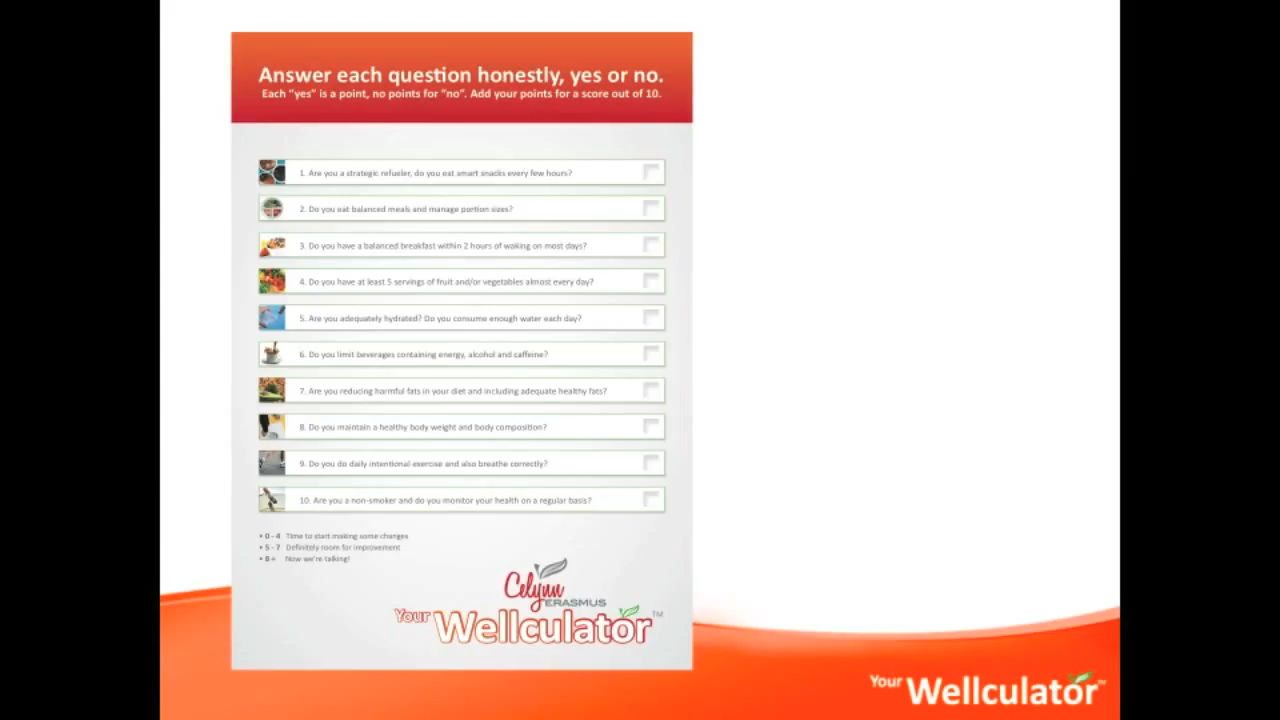 Answer each question honestly, yes or no.
Each “yes” is a point, no points for “no”. Add your points for a score out of 10.
1. Are you a strategic refueler, do you eat smart snacks every few hours?
2. Do you eat balanced meals and manage portion sizes?
3. Do you have a balanced breakfast within 2 hours of waking on most days?
4. Do you have at least 5 servings of fruit and/or vegetables almost every day?
5. Are you adequately hydrated? Do you consume enough water each day?
6. Do you limit beverages containing energy, alcohol and caffeine?
7. Are you reducing harmful fats in your diet and including adequate healthy fats?
8. Do you maintain a healthy body weight and body composition?
9. Do you do daily intentional exercise and also breathe correctly?
10. Are you a non-smoker and do you monitor your health on a regular basis?
• 0 - 4 Time to start making some changes
• 5 - 7 Definitely room for improvement
• 8 + Now we're talking!
Celynn
ERASMUS
Your Wellculator™
Your Wellculator™